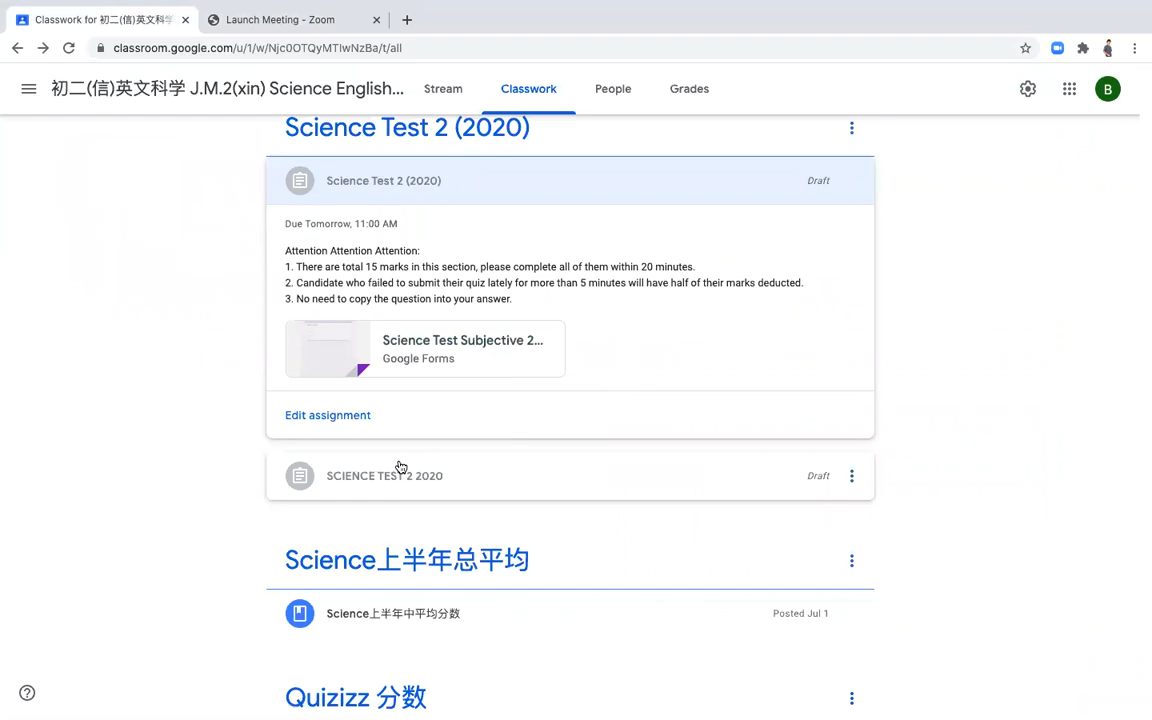 Classwork for 初二(信)英文科学
Launch Meeting - Zoom
classroom.google.com/u/1/w/Njc0OTQyMTIwNzBa/t/all
初二(信)英文科学 J.M.2(xin) Science English...
Stream
Classwork
People
Grades
B
Science Test 2 (2020)
Science Test 2 (2020)
Draft
Due Tomorrow, 11:00 AM
Attention Attention Attention:
1. There are total 15 marks in this section, please complete all of them within 20 minutes.
2. Candidate who failed to submit their quiz lately for more than 5 minutes will have half of their marks deducted.
3. No need to copy the question into your answer.
Science Test Subjective 2...
Google Forms
Edit assignment
SCIENCE TEST 2 2020
Draft
Science上半年总平均
Science上半年中平均分数
Posted Jul 1
Quizizz 分数